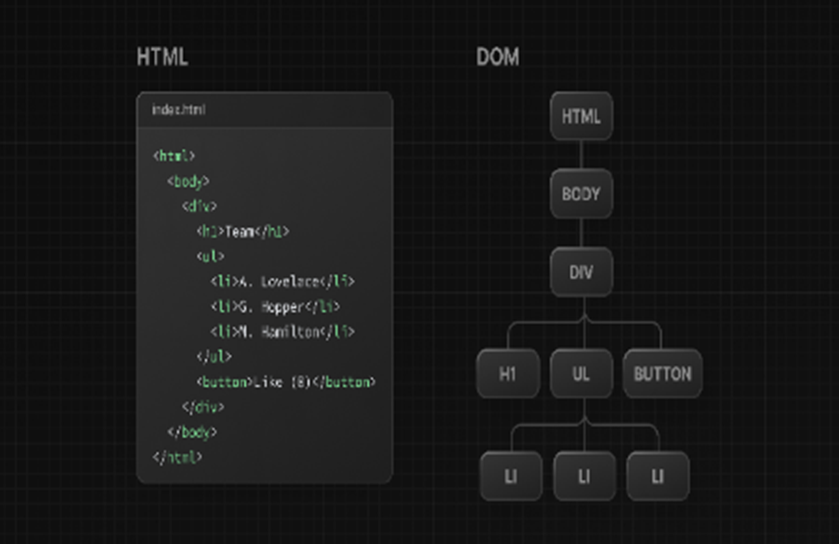 HTML
index.html
<html>
<body>
<div>
<h1>Team</h1>
<ul>
<li>A. Lovelace</li>
<li>G. Hopper</li>
<li>M. Hamilton</li>
</ul>
<button>Like (0)</button>
</div>
</body>
</html>
DOM
HTML
BODY
DIV
H1 UL BUTTON
LI LI LI